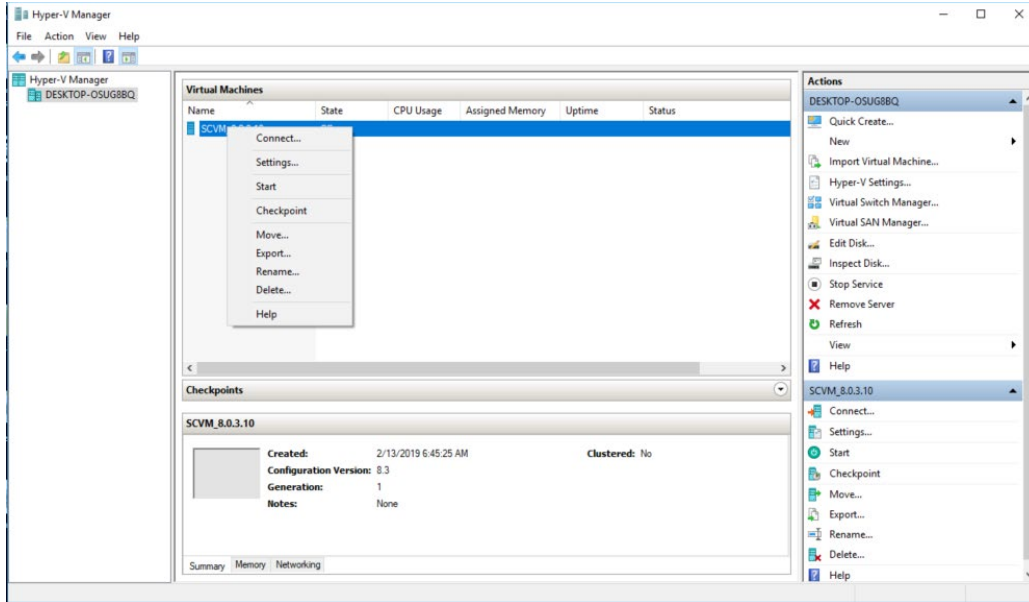 Hyper-V Manager
File Action View Help
Hyper-V Manager
DESKTOP-OSUG8BQ
Virtual Machines
Name State CPU Usage Assigned Memory Uptime Status
Connect...
Settings...
Start
Checkpoint
Move...
Export...
Rename...
Delete...
Help
Checkpoints
SCVM_8.0.3.10
Created: 2/13/2019 6:45:25 AM Clustered: No
Configuration Version: 8.3
Generation: 1
Notes: None
Summary Memory Networking
Actions
DESKTOP-OSUG8BQ
Quick Create...
New
Import Virtual Machine...
Hyper-V Settings...
Virtual Switch Manager...
Virtual SAN Manager...
Edit Disk...
Inspect Disk...
Stop Service
Remove Server
Refresh
View
Help
SCVM_8.0.3.10
Connect...
Settings...
Start
Checkpoint
Move...
Export...
Rename...
Delete...
Help